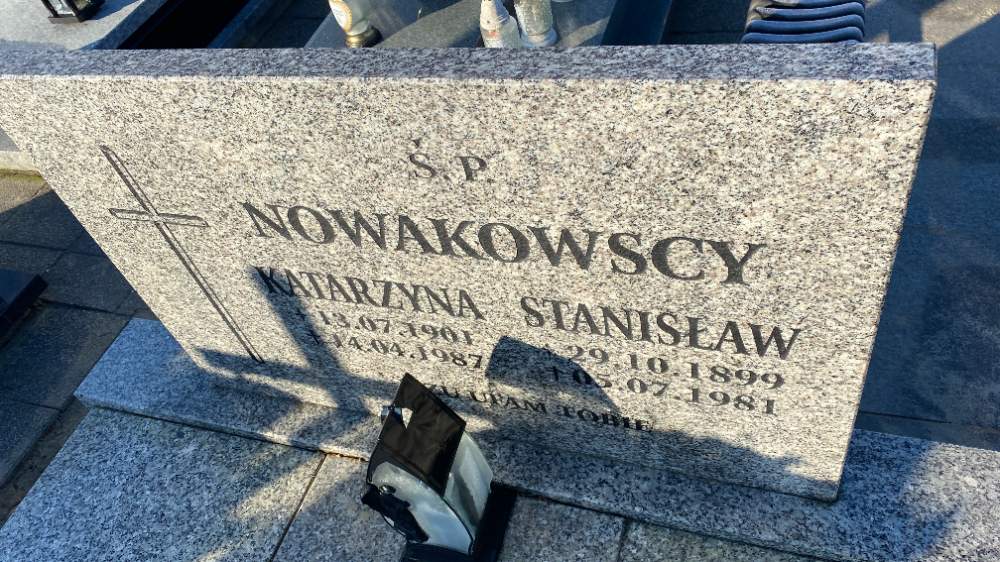 Ś. P
NOWAKOWSCY
KATARZYNA STANISŁAW
* 13.07.1901 * 29.10.1899
† 14.04.1987 † 05.07.1981
UFAM TOBIE